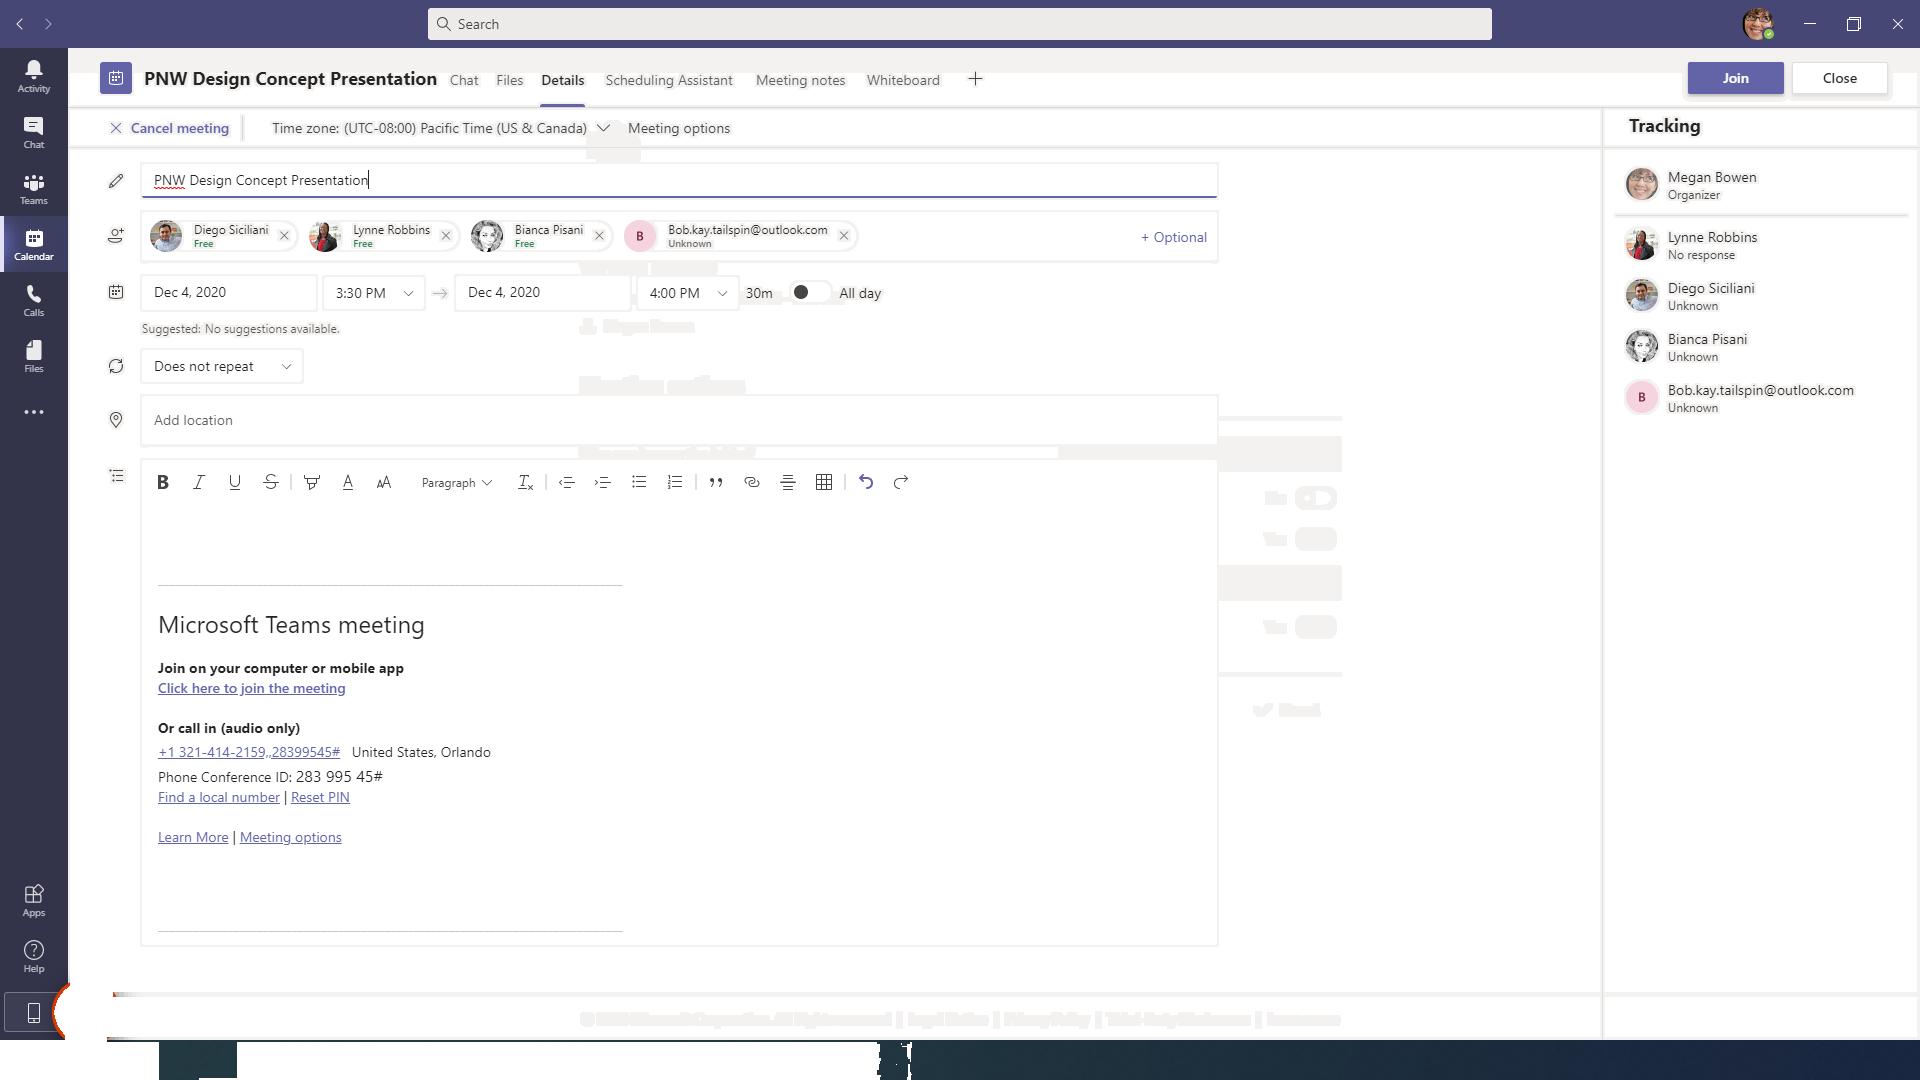 Search
Activity
Chat
Teams
Calendar
Calls
Files
Apps
Help
PNW Design Concept Presentation Chat Files Details Scheduling Assistant Meeting notes Whiteboard
Join Close
Cancel meeting Time zone: (UTC-08:00) Pacific Time (US & Canada) Meeting options
PNW Design Concept Presentation
Diego Siciliani Lynne Robbins Bianca Pisani Bob.kay.tailspin@outlook.com
Free Free Free B Unknown
+ Optional
Dec 4, 2020 3:30 PM Dec 4, 2020 4:00 PM 30m All day
Suggested: No suggestions available.
Does not repeat
Add location
B I U S A AA Paragraph Tx
Microsoft Teams meeting
Join on your computer or mobile app
Click here to join the meeting
Or call in (audio only)
+1 321-414-2159,,28399545# United States, Orlando
Phone Conference ID: 283 995 45#
Find a local number | Reset PIN
Learn More | Meeting options
Tracking
Megan Bowen
Organizer
Lynne Robbins
No response
Diego Siciliani
Unknown
Bianca Pisani
Unknown
B Bob.kay.tailspin@outlook.com
Unknown